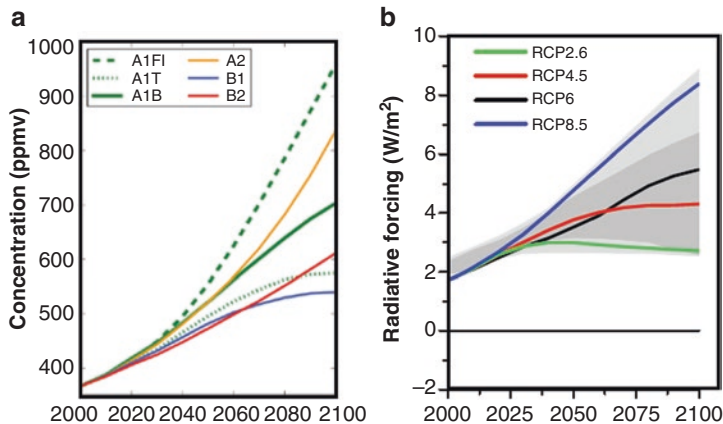 a
Concentration (ppmv)
1000
900
800
700
600
500
400
A1FI
A1T
A1B
A2
B1
B2
2000 2020 2040 2060 2080 2100
b
Radiative forcing (W/m²)
10
8
6
4
2
0
–2
RCP2.6
RCP4.5
RCP6
RCP8.5
2000 2025 2050 2075 2100